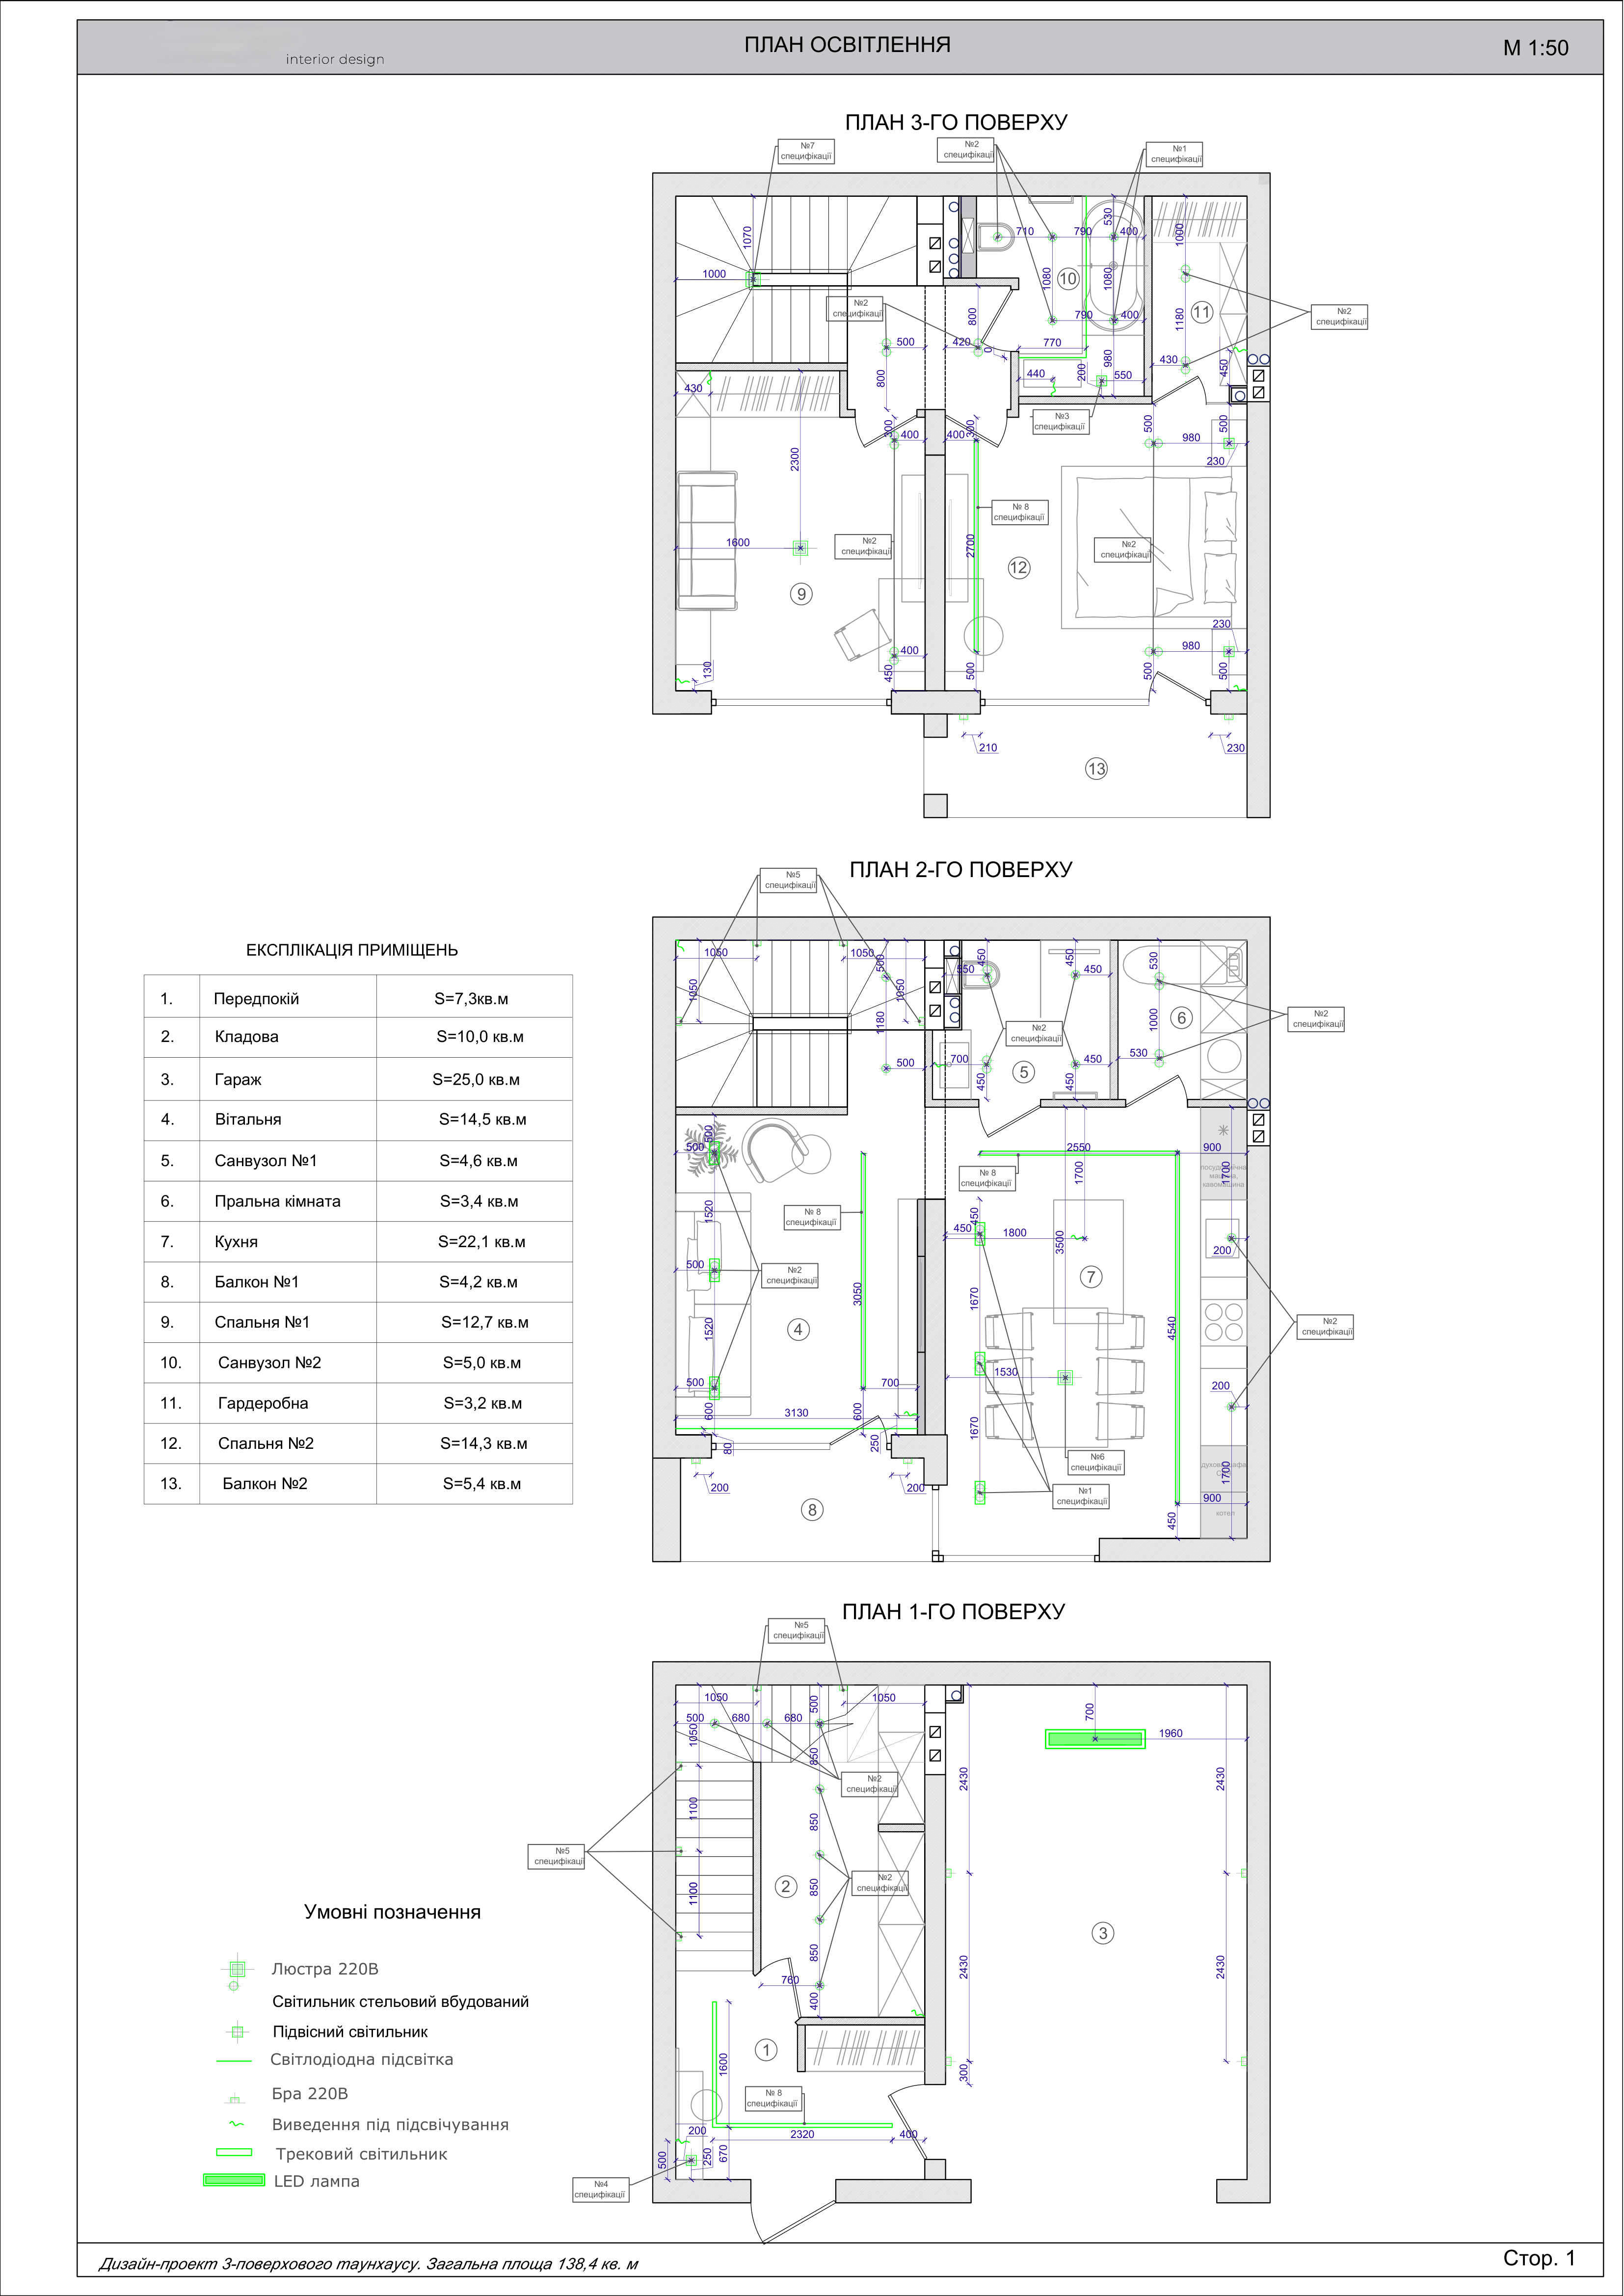 interior design
ПЛАН ОСВІТЛЕННЯ
М 1:50
ПЛАН 3-ГО ПОВЕРХУ
№7
специфікації
№2
специфікації
№1
специфікації
1070
1000
710
790
400
530
1080
1080
10
790
400
1000
11
1180
№2
специфікації
№2
специфікації
500
800
420
0
770
980
430
450
800
440
200
550
430
№3
специфікації
300
400
400
300
500
980
500
230
2300
№ 8
специфікації
1600
№2
специфікації
2700
№2
специфікації
12
9
230
400
980
130
450
500
500
500
210
230
13
ПЛАН 2-ГО ПОВЕРХУ
№5
специфікації
1050
1050
500
550
450
450
450
530
1050
1050
1180
№2
специфікації
1000
6
№2
специфікації
500
700
450
530
5
450
450
500
500
2550
900
№ 8
специфікації
1700
посудомийна
машина,
кавомашина
1700
1520
№ 8
специфікації
450
450
1800
3500
200
500
№2
специфікації
7
3050
1670
4
1520
4540
№2
специфікації
500
700
1530
200
600
3130
600
1670
80
250
№6
специфікації
духова шафа
1700
200
200
№1
специфікації
900
8
450
котел
ЕКСПЛІКАЦІЯ ПРИМІЩЕНЬ
1. Передпокій S=7,3кв.м
2. Кладова S=10,0 кв.м
3. Гараж S=25,0 кв.м
4. Вітальня S=14,5 кв.м
5. Санвузол №1 S=4,6 кв.м
6. Пральна кімната S=3,4 кв.м
7. Кухня S=22,1 кв.м
8. Балкон №1 S=4,2 кв.м
9. Спальня №1 S=12,7 кв.м
10. Санвузол №2 S=5,0 кв.м
11. Гардеробна S=3,2 кв.м
12. Спальня №2 S=14,3 кв.м
13. Балкон №2 S=5,4 кв.м
ПЛАН 1-ГО ПОВЕРХУ
№5
специфікації
1050
500
1050
500
680
680
700
1960
1050
850
№2
специфікації
2430
2430
1100
850
№5
специфікації
2
850
№2
специфікації
1100
3
850
2430
2430
760
400
1
1600
300
№ 8
специфікації
200
2320
400
500
250
670
№4
специфікації
Умовні позначення
Люстра 220В
Світильник стельовий вбудований
Підвісний світильник
Світлодіодна підсвітка
Бра 220В
Виведення під підсвічування
Трековий світильник
LED лампа
Дизайн-проект 3-поверхового таунхаусу. Загальна площа 138,4 кв. м
Стор. 1